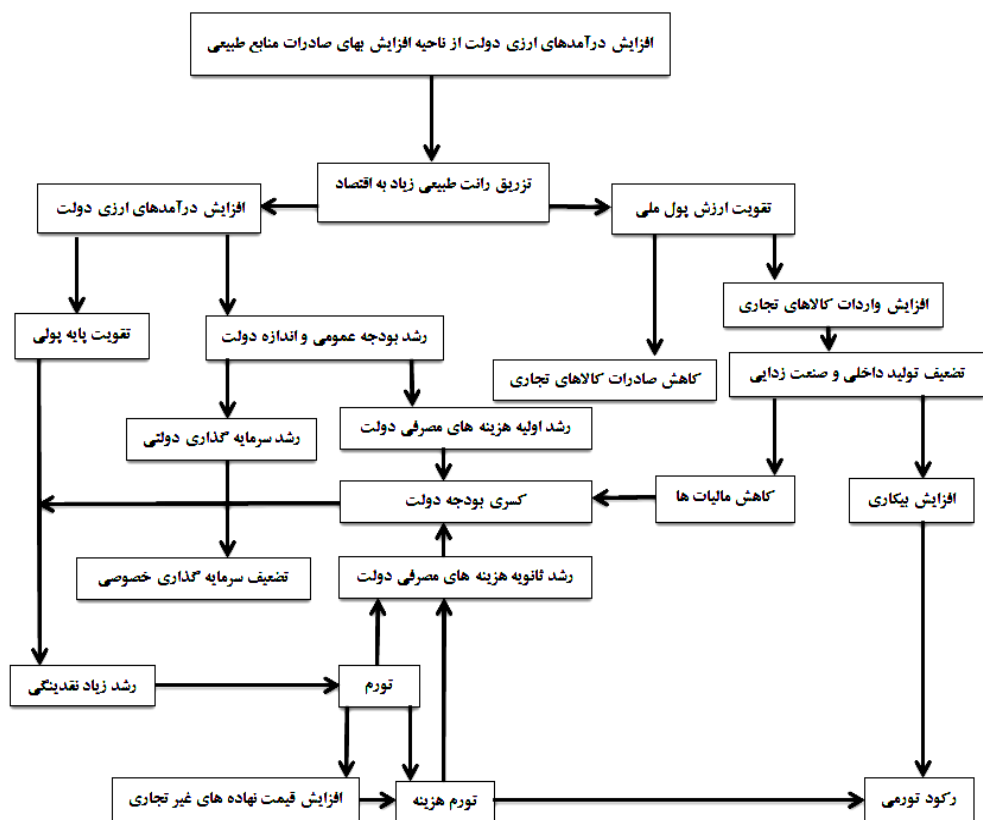 افزایش درآمدهای ارزی دولت از ناحیه افزایش بهای صادرات منابع طبیعی
تزریق رانت طبیعی زیاد به اقتصاد
تقویت ارزش پول ملی
افزایش درآمدهای ارزی دولت
افزایش واردات کالاهای تجاری
تقویت پایه پولی
رشد بودجه عمومی و اندازه دولت
تضعیف تولید داخلی و صنعت زدایی
کاهش صادرات کالاهای تجاری
رشد اولیه هزینه های مصرفی دولت
رشد سرمایه گذاری دولتی
افزایش بیکاری
کاهش مالیات ها
کسری بودجه دولت
رشد ثانویه هزینه های مصرفی دولت
تضعیف سرمایه گذاری خصوصی
تورم
رشد زیاد نقدینگی
رکود تورمی
تورم هزینه
افزایش قیمت نهاده های غیر تجاری